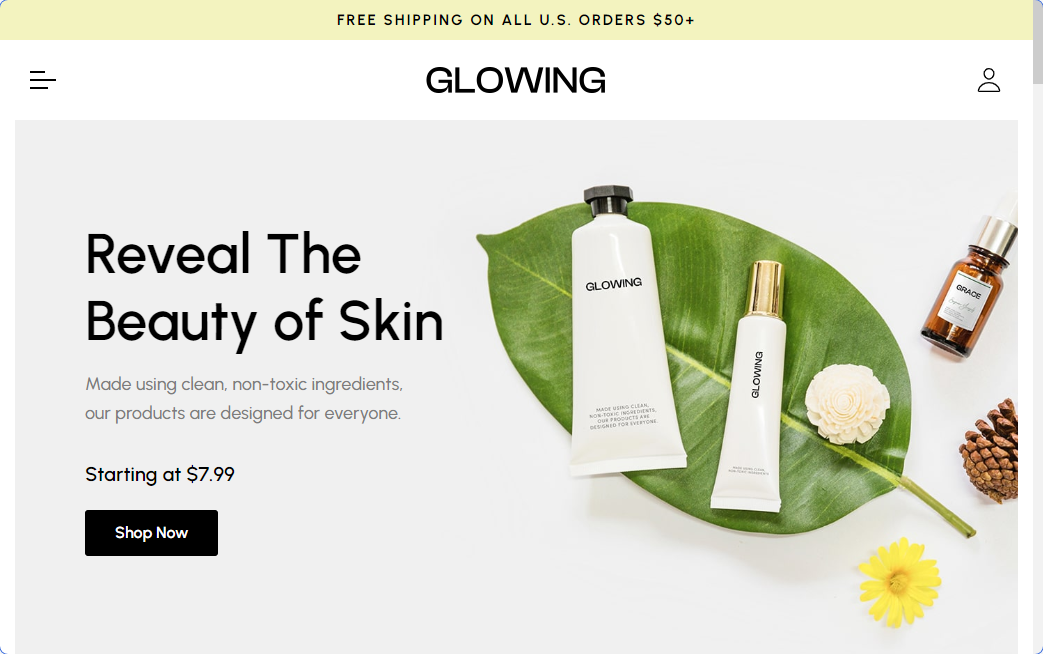 FREE SHIPPING ON ALL U.S. ORDERS $50+
GLOWING
Reveal The
Beauty of Skin
Made using clean, non-toxic ingredients,
our products are designed for everyone.
Starting at $7.99
Shop Now
GLOWING
MADE USING CLEAN,
NON-TOXIC INGREDIENTS,
OUR PRODUCTS ARE
DESIGNED FOR EVERYONE.
GLOWING
MADE USING CLEAN,
NON-TOXIC INGREDIENTS,
GRACE